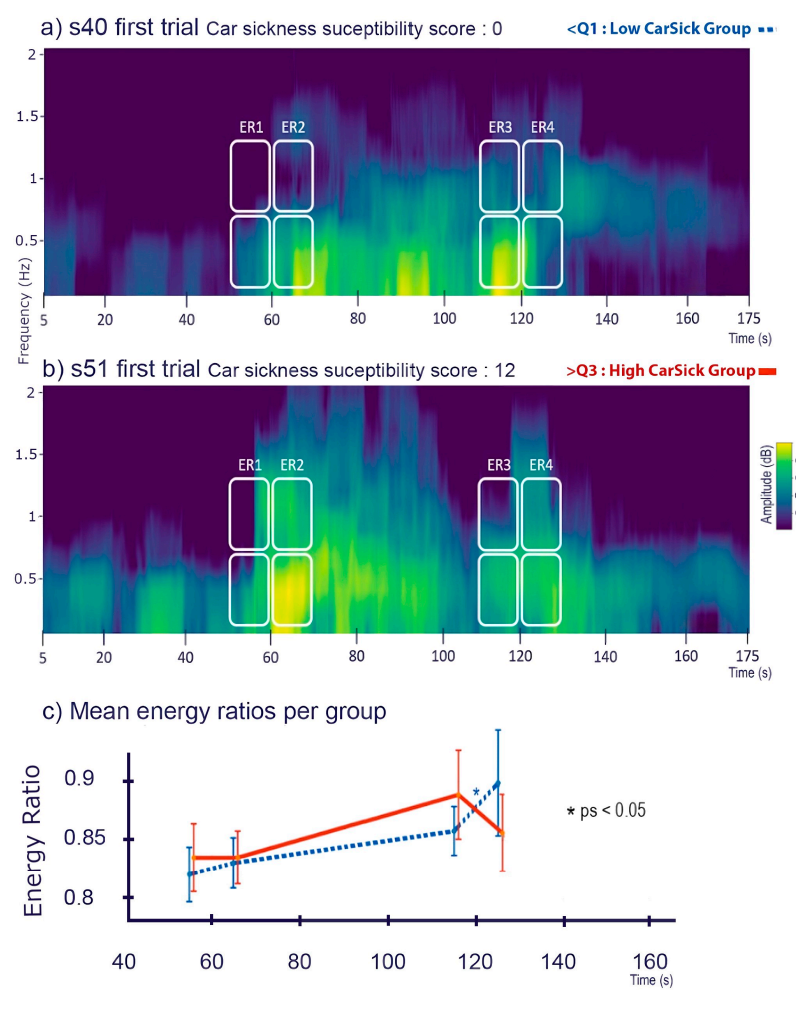 a) s40 first trial Car sickness suceptibility score : 0
<Q1 : Low CarSick Group
2
1.5
1
0.5
Frequency (Hz)
ER1 ER2 ER3 ER4
5 20 40 60 80 100 120 140 160 175
Time (s)
b) s51 first trial Car sickness suceptibility score : 12
>Q3 : High CarSick Group
2
1.5
1
0.5
ER1 ER2 ER3 ER4
Amplitude (dB)
5 20 40 60 80 100 120 140 160 175
Time (s)
c) Mean energy ratios per group
Energy Ratio
0.9
0.85
0.8
*
* ps < 0.05
40 60 80 100 120 140 160
Time (s)